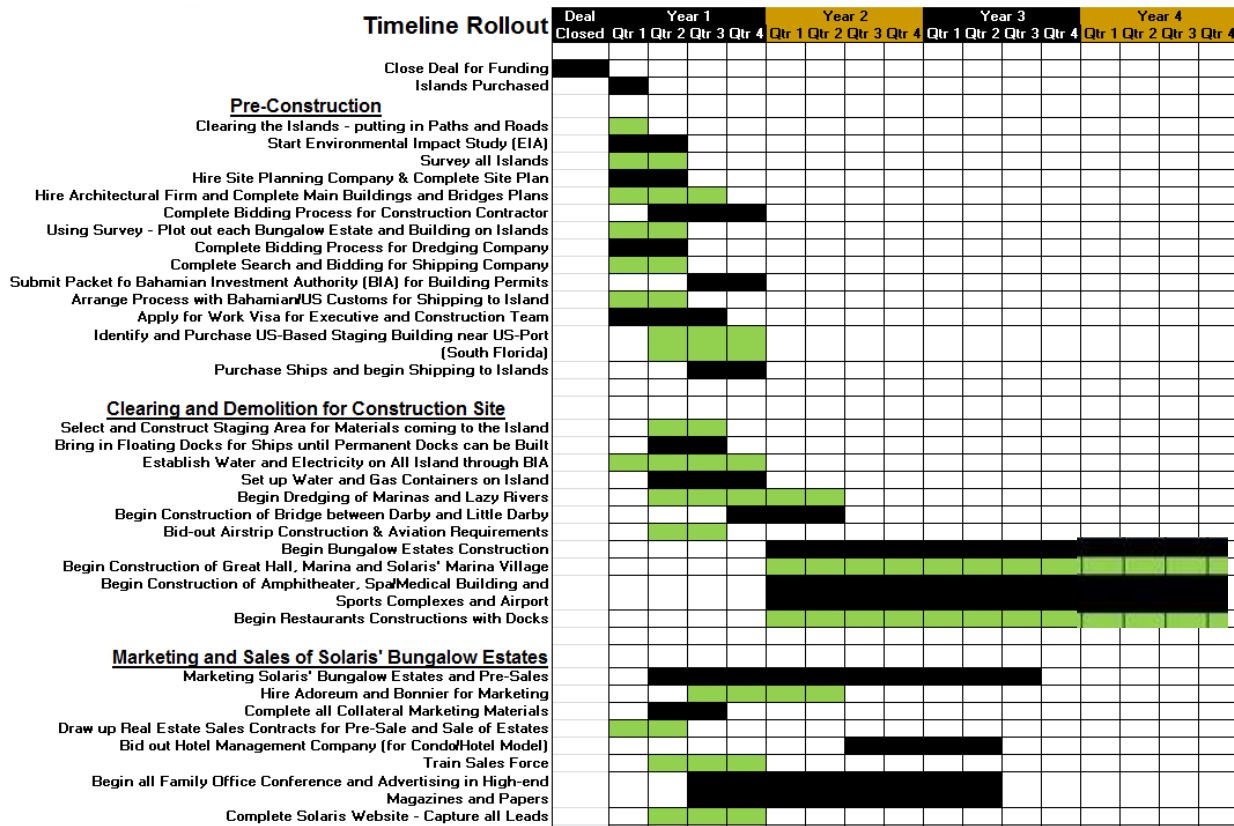 Timeline Rollout
Deal Closed
Year 1
Year 2
Year 3
Year 4
Qtr 1 Qtr 2 Qtr 3 Qtr 4 Qtr 1 Qtr 2 Qtr 3 Qtr 4 Qtr 1 Qtr 2 Qtr 3 Qtr 4 Qtr 1 Qtr 2 Qtr 3 Qtr 4
Close Deal for Funding
Islands Purchased
Pre-Construction
Clearing the Islands - putting in Paths and Roads
Start Environmental Impact Study (EIA)
Survey all Islands
Hire Site Planning Company & Complete Site Plan
Hire Architectural Firm and Complete Main Buildings and Bridges Plans
Complete Bidding Process for Construction Contractor
Using Survey - Plot out each Bungalow Estate and Building on Islands
Complete Bidding Process for Dredging Company
Complete Search and Bidding for Shipping Company
Submit Packet fo Bahamian Investment Authority (BIA) for Building Permits
Arrange Process with Bahamian/US Customs for Shipping to Island
Apply for Work Visa for Executive and Construction Team
Identify and Purchase US-Based Staging Building near US-Port
(South Florida)
Purchase Ships and begin Shipping to Islands
Clearing and Demolition for Construction Site
Select and Construct Staging Area for Materials coming to the Island
Bring in Floating Docks for Ships until Permanent Docks can be Built
Establish Water and Electricity on All Island through BIA
Set up Water and Gas Containers on Island
Begin Dredging of Marinas and Lazy Rivers
Begin Construction of Bridge between Darby and Little Darby
Bid-out Airstrip Construction & Aviation Requirements
Begin Bungalow Estates Construction
Begin Construction of Great Hall, Marina and Solaris' Marina Village
Begin Construction of Amphitheater, Spa/Medical Building and
Sports Complexes and Airport
Begin Restaurants Constructions with Docks
Marketing and Sales of Solaris' Bungalow Estates
Marketing Solaris' Bungalow Estates and Pre-Sales
Hire Adoreum and Bonnier for Marketing
Complete all Collateral Marketing Materials
Draw up Real Estate Sales Contracts for Pre-Sale and Sale of Estates
Bid out Hotel Management Company (for Condo/Hotel Model)
Train Sales Force
Begin all Family Office Conference and Advertising in High-end
Magazines and Papers
Complete Solaris Website - Capture all Leads